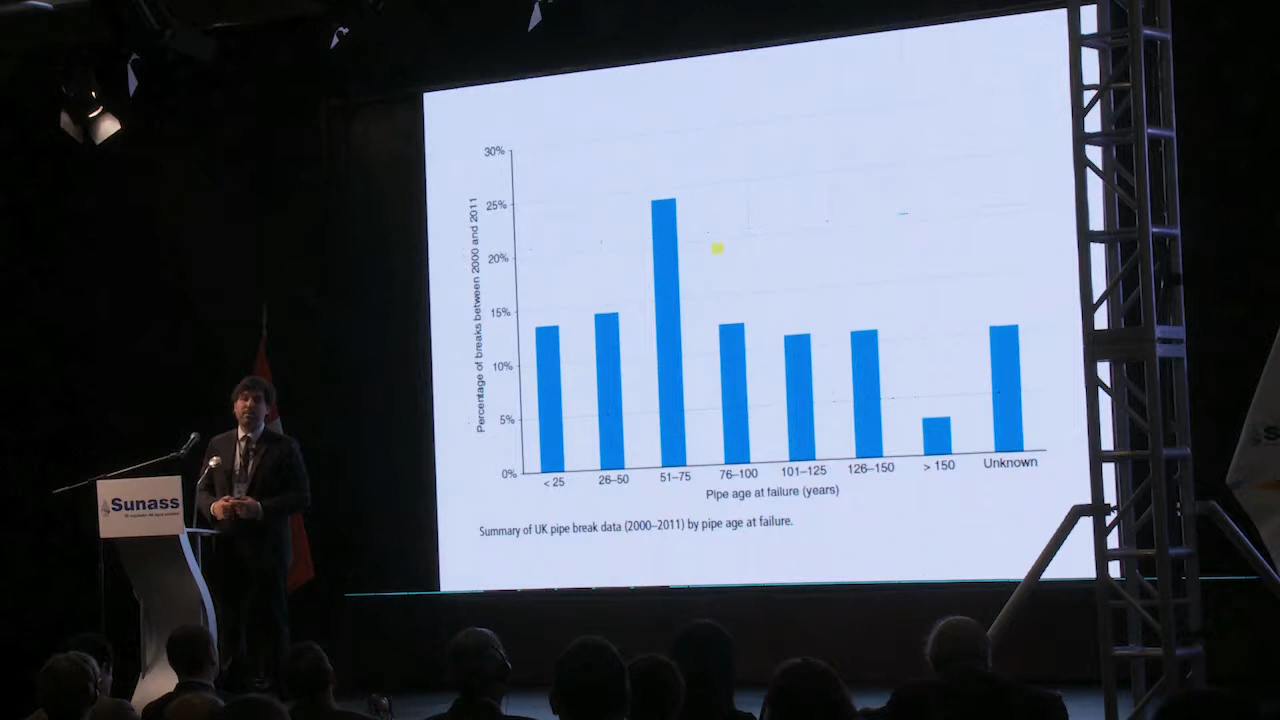 30%
25%
20%
15%
10%
5%
0%
Percentage of breaks between 2000 and 2011
< 25
26–50
51–75
76–100
101–125
126–150
> 150
Unknown
Pipe age at failure (years)
Summary of UK pipe break data (2000–2011) by pipe age at failure.
Sunass